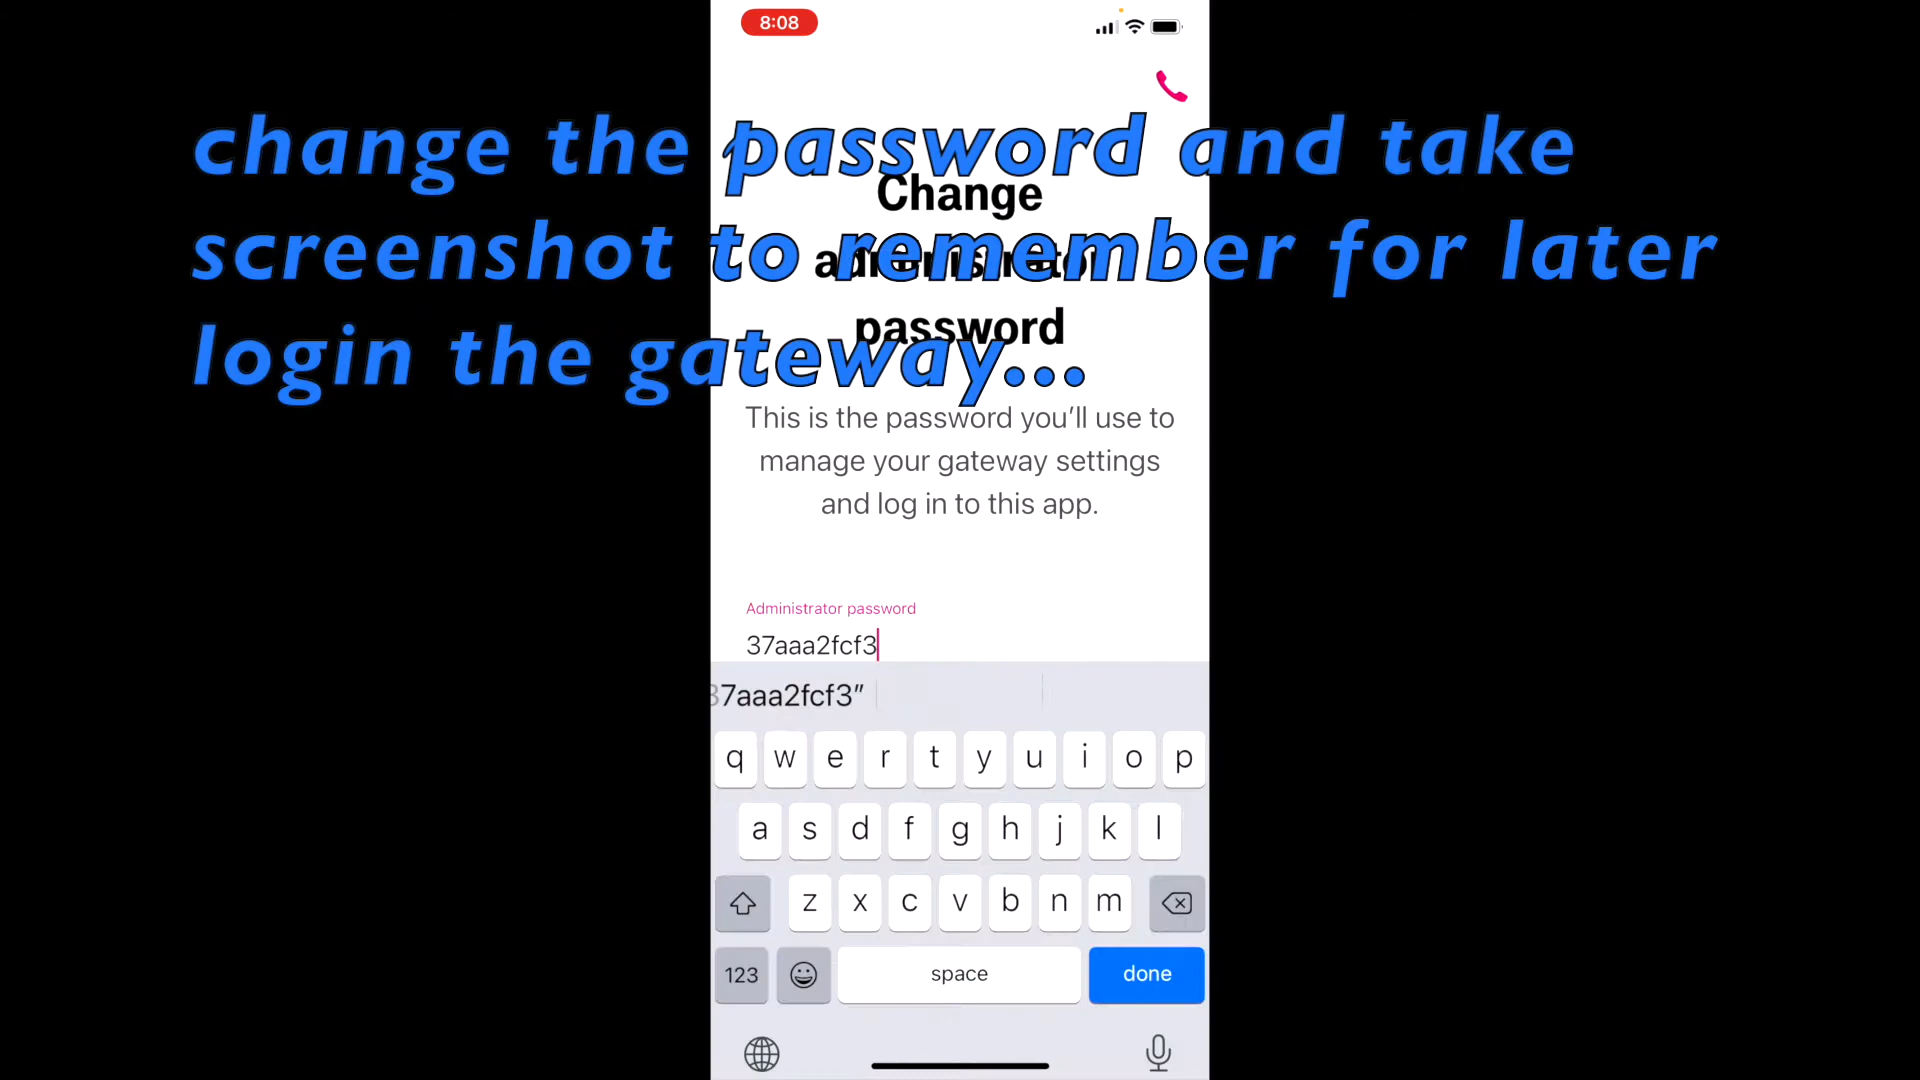 8:08
change the password and take
screenshot to remember for later
login the gateway...
Change
administrator
password
This is the password you'll use to
manage your gateway settings
and log in to this app.
Administrator password
37aaa2fcf3
37aaa2fcf3"
q w e r t y u i o p
a s d f g h j k l
z x c v b n m
123 space done